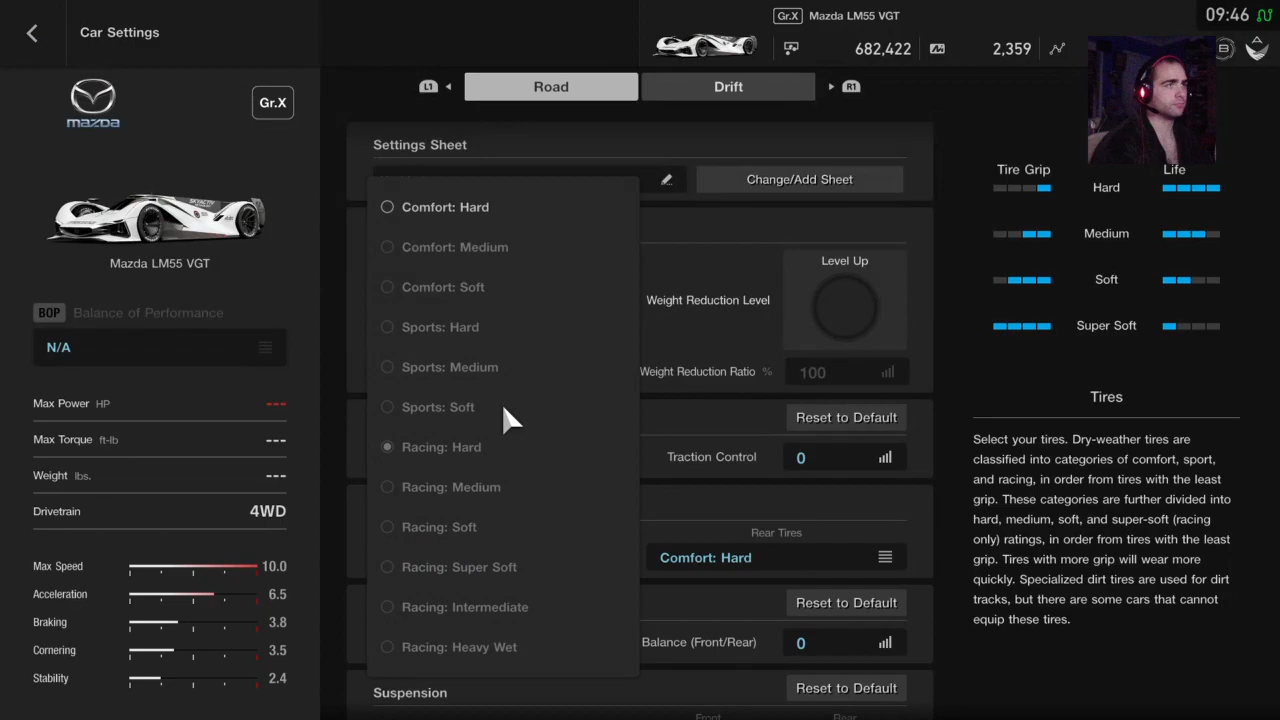 Car Settings
Gr.X Mazda LM55 VGT
682,422
2,359
09:46
B
mazda
Gr.X
SKYACTIV
Mazda LM55 VGT
BOP Balance of Performance
N/A
Max Power HP ---
Max Torque ft-lb ---
Weight lbs. ---
Drivetrain 4WD
Max Speed 10.0
Acceleration 6.5
Braking 3.8
Cornering 3.5
Stability 2.4
L1 Road Drift R1
Settings Sheet
Change/Add Sheet
Comfort: Hard
Comfort: Medium
Comfort: Soft
Sports: Hard
Sports: Medium
Sports: Soft
Racing: Hard
Racing: Medium
Racing: Soft
Racing: Super Soft
Racing: Intermediate
Racing: Heavy Wet
Level Up
Weight Reduction Level
Weight Reduction Ratio % 100
Reset to Default
Traction Control 0
Rear Tires
Comfort: Hard
Reset to Default
Balance (Front/Rear) 0
Suspension
Reset to Default
Front Rear
Tire Grip Life
Hard
Medium
Soft
Super Soft
Tires
Select your tires. Dry-weather tires are
classified into categories of comfort, sport,
and racing, in order from tires with the least
grip. These categories are further divided into
hard, medium, soft, and super-soft (racing
only) ratings, in order from tires with the least
grip. Tires with more grip will wear more
quickly. Specialized dirt tires are used for dirt
tracks, but there are some cars that cannot
equip these tires.